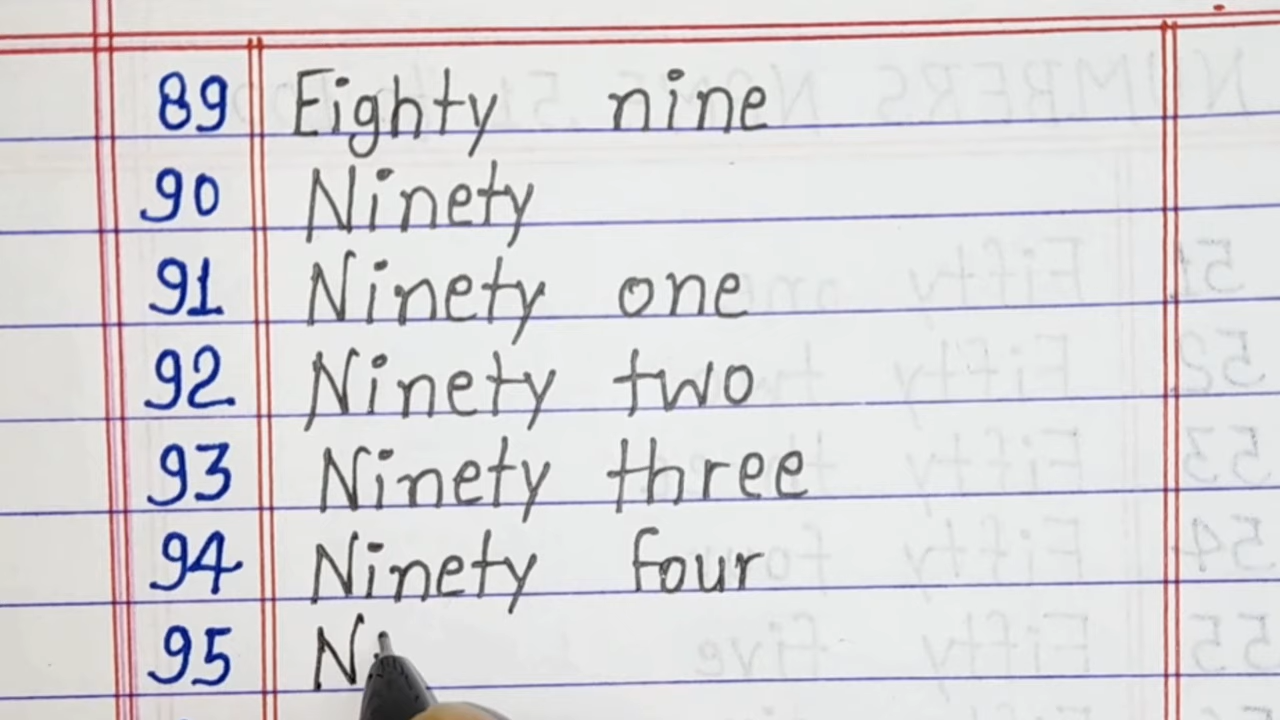 89 Eighty nine
90 Ninety
91 Ninety one
92 Ninety two
93 Ninety three
94 Ninety four
95 N